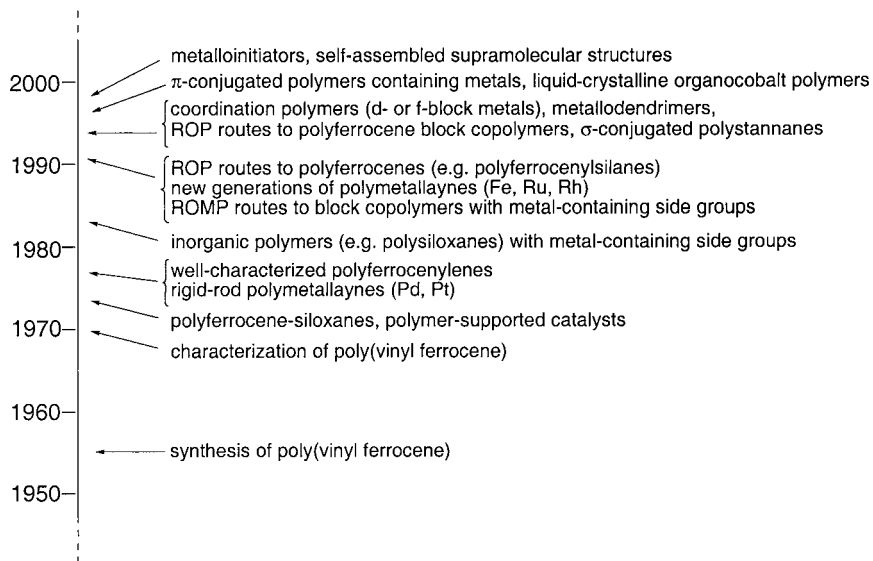 metalloinitiators, self-assembled supramolecular structures
2000
π-conjugated polymers containing metals, liquid-crystalline organocobalt polymers
coordination polymers (d- or f-block metals), metallodendrimers,
ROP routes to polyferrocene block copolymers, σ-conjugated polystannanes
1990
ROP routes to polyferrocenes (e.g. polyferrocenylsilanes)
new generations of polymetallaynes (Fe, Ru, Rh)
ROMP routes to block copolymers with metal-containing side groups
1980
inorganic polymers (e.g. polysiloxanes) with metal-containing side groups
well-characterized polyferrocenylenes
rigid-rod polymetallaynes (Pd, Pt)
polyferrocene-siloxanes, polymer-supported catalysts
1970
characterization of poly(vinyl ferrocene)
1960
synthesis of poly(vinyl ferrocene)
1950